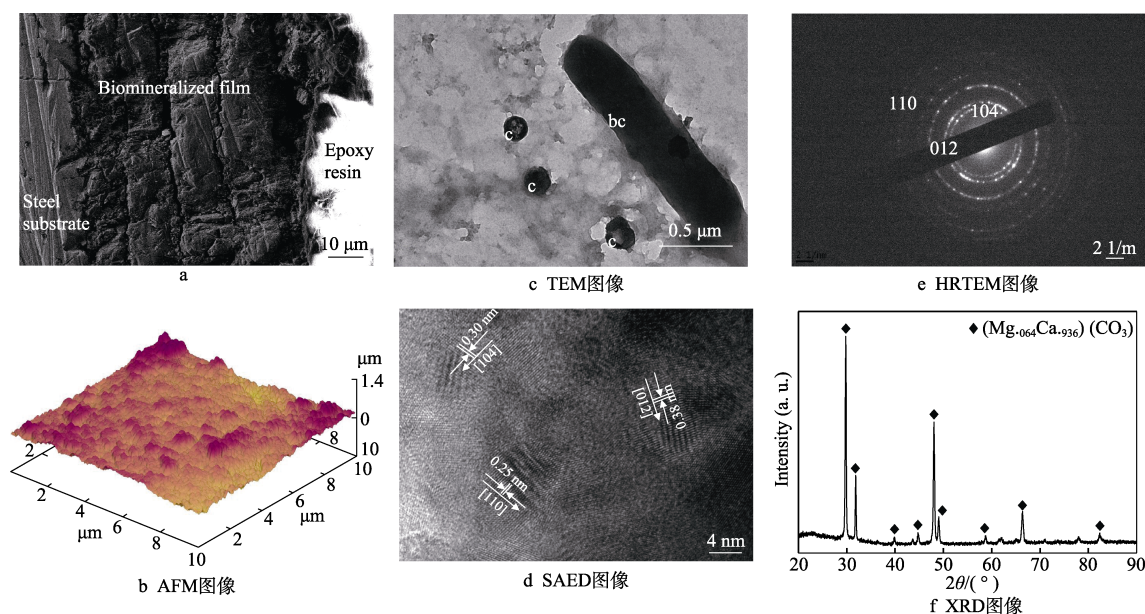 Biomineralized film
Epoxy
resin
Steel
substrate
10 μm
a
bc
c
c
c
0.5 μm
c TEM图像
110
104
012
2 1/m
e HRTEM图像
μm
1.4
0
10
2
4
6
8
10
μm
2
4
6
8
10
μm
2
8
b AFM图像
0.30 nm
[104]
[012]
0.38 nm
0.25 nm
[110]
4 nm
d SAED图像
◆ (Mg.064Ca.936) (CO3)
Intensity (a. u.)
20 30 40 50 60 70 80 90
2θ/( ° )
f XRD图像